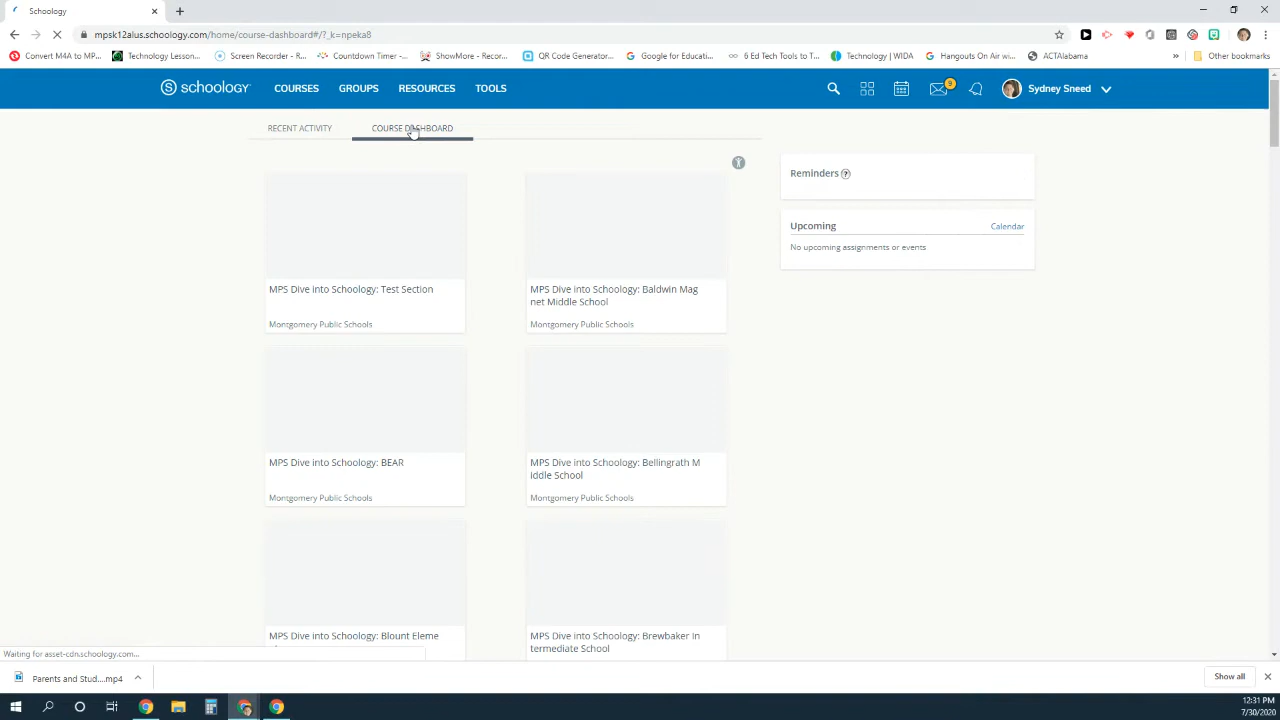 Schoology
mpsk12alus.schoology.com/home/course-dashboard#/?_k=npeka8
Convert M4A to MP... Technology Lesson... Screen Recorder - R... Countdown Timer -... ShowMore - Recor... QR Code Generator... Google for Educati... 6 Ed Tech Tools to T... Technology | WIDA Hangouts On Air wi... ACTAlabama » Other bookmarks
S schoology COURSES GROUPS RESOURCES TOOLS 9 Sydney Sneed
RECENT ACTIVITY COURSE DASHBOARD
Reminders ?
Upcoming Calendar
No upcoming assignments or events
MPS Dive into Schoology: Test Section
Montgomery Public Schools
MPS Dive into Schoology: Baldwin Mag
net Middle School
Montgomery Public Schools
MPS Dive into Schoology: BEAR
Montgomery Public Schools
MPS Dive into Schoology: Bellingrath M
iddle School
Montgomery Public Schools
MPS Dive into Schoology: Blount Eleme
MPS Dive into Schoology: Brewbaker In
termediate School
Waiting for asset-cdn.schoology.com...
Parents and Stud....mp4 Show all
12:31 PM
7/30/2020